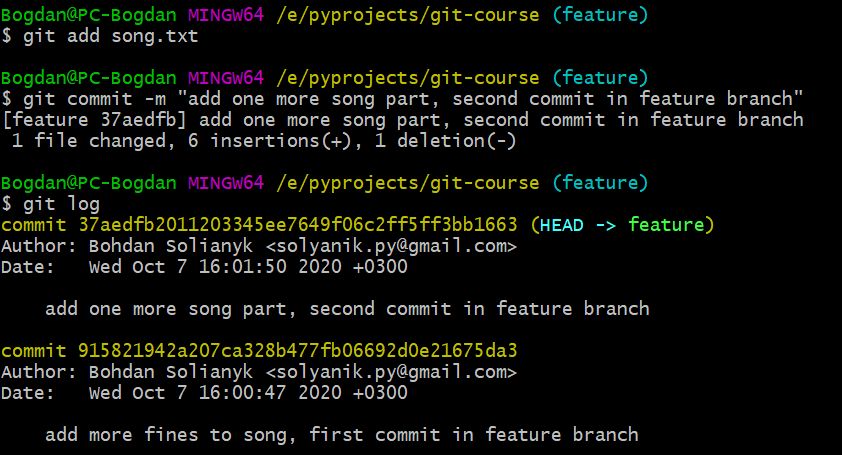 Bogdan@PC-Bogdan MINGW64 /e/pyprojects/git-course (feature)
$ git add song.txt
Bogdan@PC-Bogdan MINGW64 /e/pyprojects/git-course (feature)
$ git commit -m "add one more song part, second commit in feature branch"
[feature 37aedfb] add one more song part, second commit in feature branch
1 file changed, 6 insertions(+), 1 deletion(-)
Bogdan@PC-Bogdan MINGW64 /e/pyprojects/git-course (feature)
$ git log
commit 37aedfb2011203345ee7649f06c2ff5ff3bb1663 (HEAD -> feature)
Author: Bohdan Solianyk <solyanik.py@gmail.com>
Date:   Wed Oct 7 16:01:50 2020 +0300
add one more song part, second commit in feature branch
commit 915821942a207ca328b477fb06692d0e21675da3
Author: Bohdan Solianyk <solyanik.py@gmail.com>
Date:   Wed Oct 7 16:00:47 2020 +0300
add more fines to song, first commit in feature branch